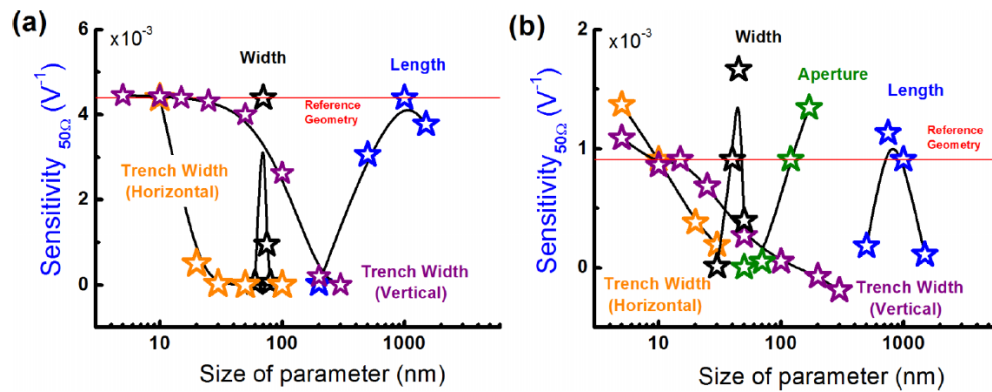 (a)
×10⁻³
Sensitivity 50Ω (V⁻¹)
6
4
2
0
Width
Length
Reference
Geometry
Trench Width
(Horizontal)
Trench Width
(Vertical)
10
100
1000
Size of parameter (nm)
(b)
×10⁻³
Sensitivity 50Ω (V⁻¹)
2
1
0
Width
Aperture
Length
Reference
Geometry
Trench Width
(Horizontal)
Trench Width
(Vertical)
10
100
1000
Size of parameter (nm)